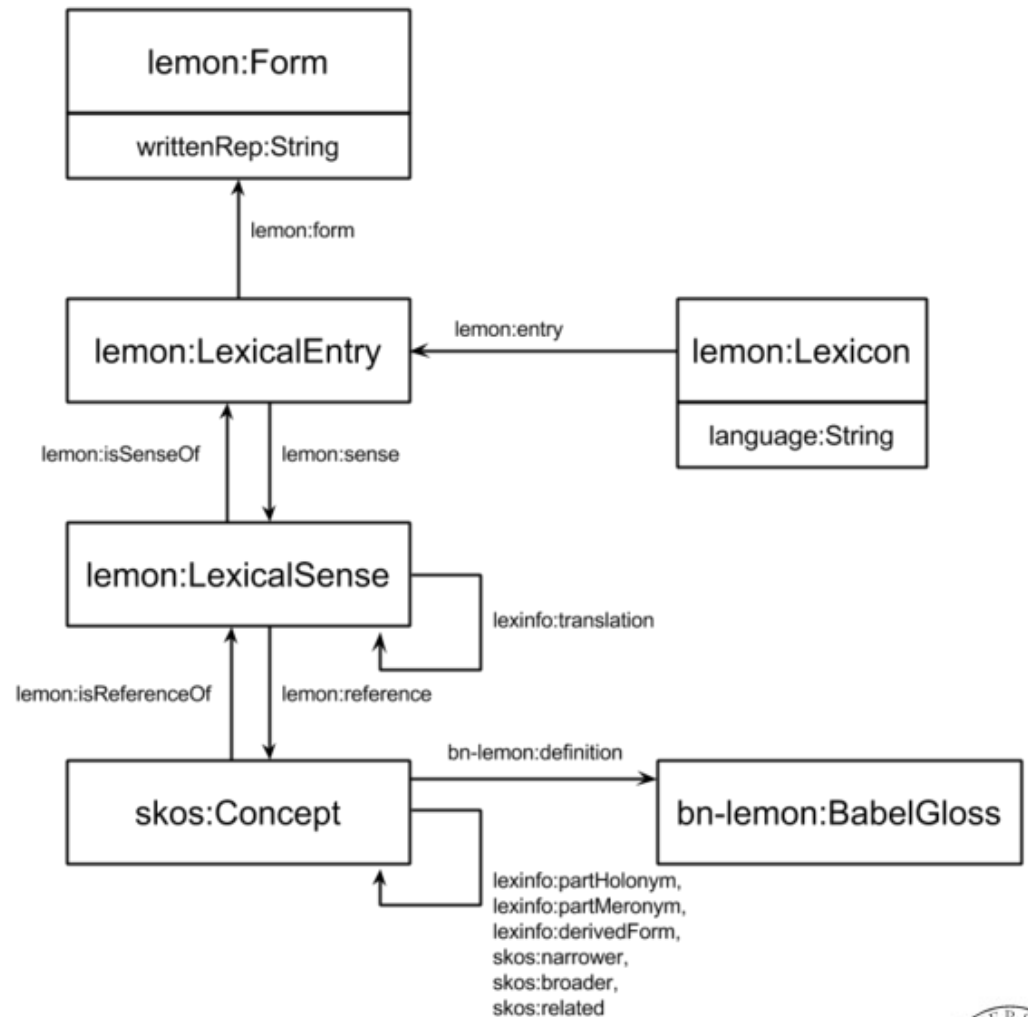 lemon:Form
writtenRep:String
lemon:form
lemon:LexicalEntry
lemon:entry
lemon:Lexicon
language:String
lemon:isSenseOf
lemon:sense
lemon:LexicalSense
lexinfo:translation
lemon:isReferenceOf
lemon:reference
skos:Concept
bn-lemon:definition
bn-lemon:BabelGloss
lexinfo:partHolonym,
lexinfo:partMeronym,
lexinfo:derivedForm,
skos:narrower,
skos:broader,
skos:related